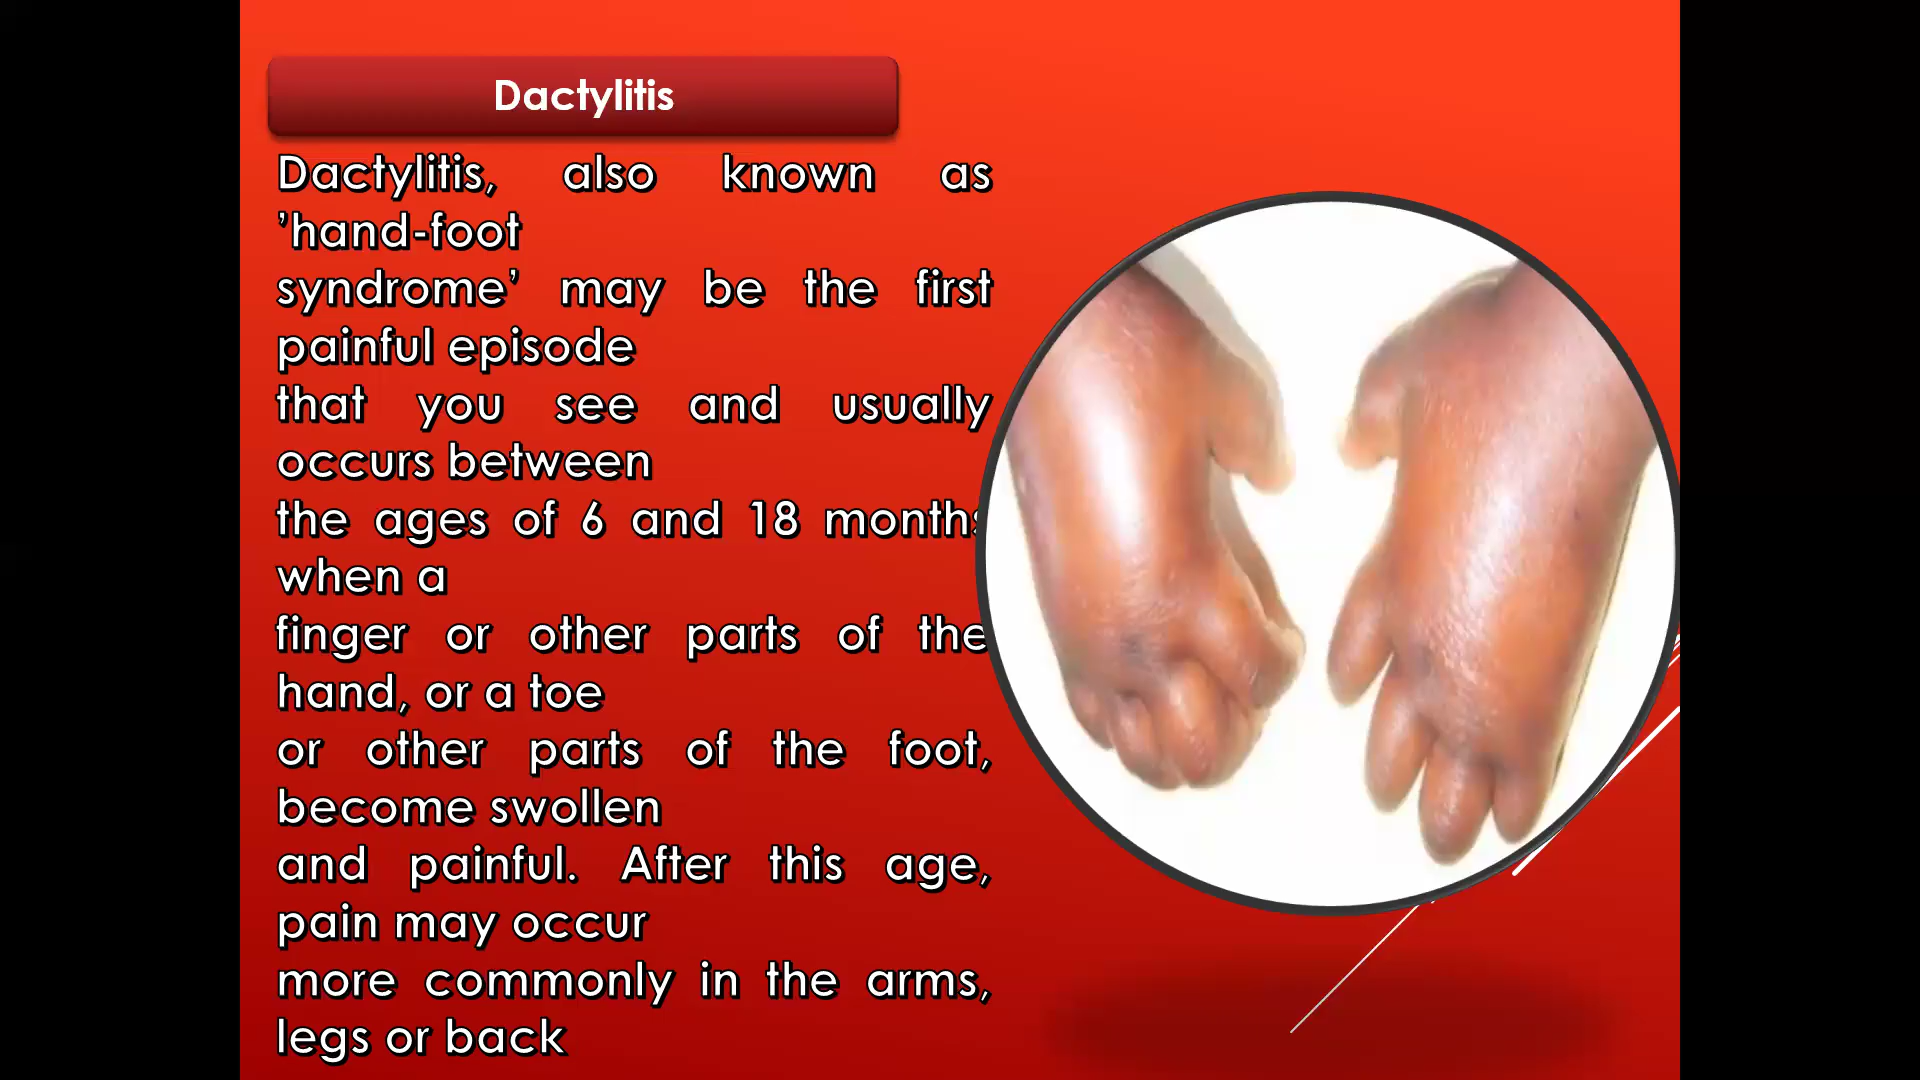 Dactylitis
Dactylitis, also known as
’hand-foot
syndrome’ may be the first
painful episode
that you see and usually
occurs between
the ages of 6 and 18 months
when a
finger or other parts of the
hand, or a toe
or other parts of the foot,
become swollen
and painful. After this age,
pain may occur
more commonly in the arms,
legs or back